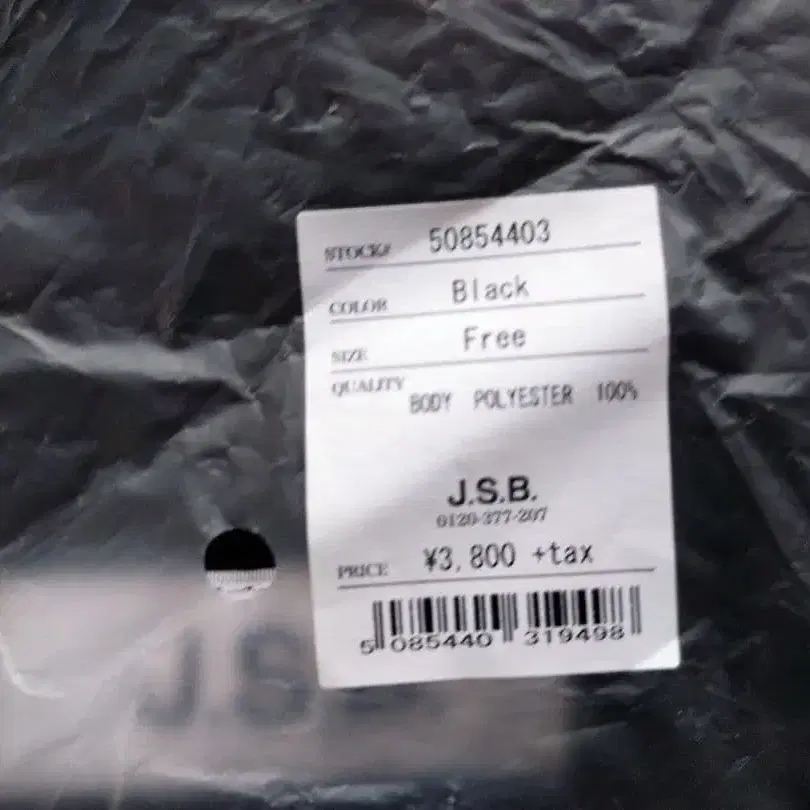 STOCK# 50854403
COLOR Black
SIZE Free
QUALITY
BODY POLYESTER 100%
J.S.B.
0120-377-207
PRICE ¥3,800 +tax
5 085440 319498
J.S.B.